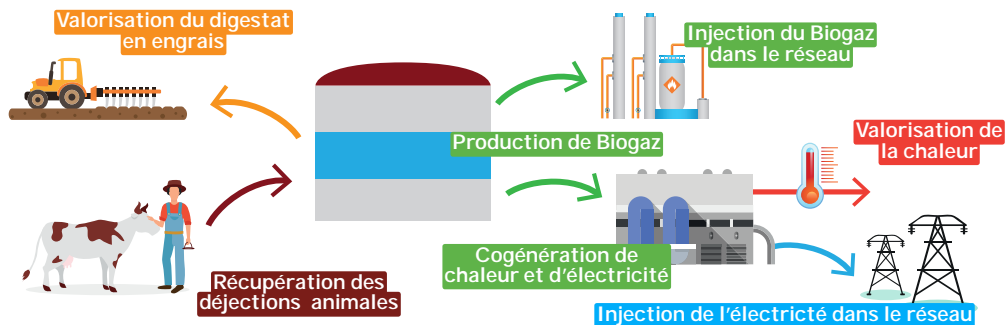 Valorisation du digestat
en engrais
Injection du Biogaz
dans le réseau
Production de Biogaz
Valorisation de
la chaleur
Cogénération de
chaleur et d'électricité
Récupération des
déjections animales
Injection de l'électricté dans le réseau